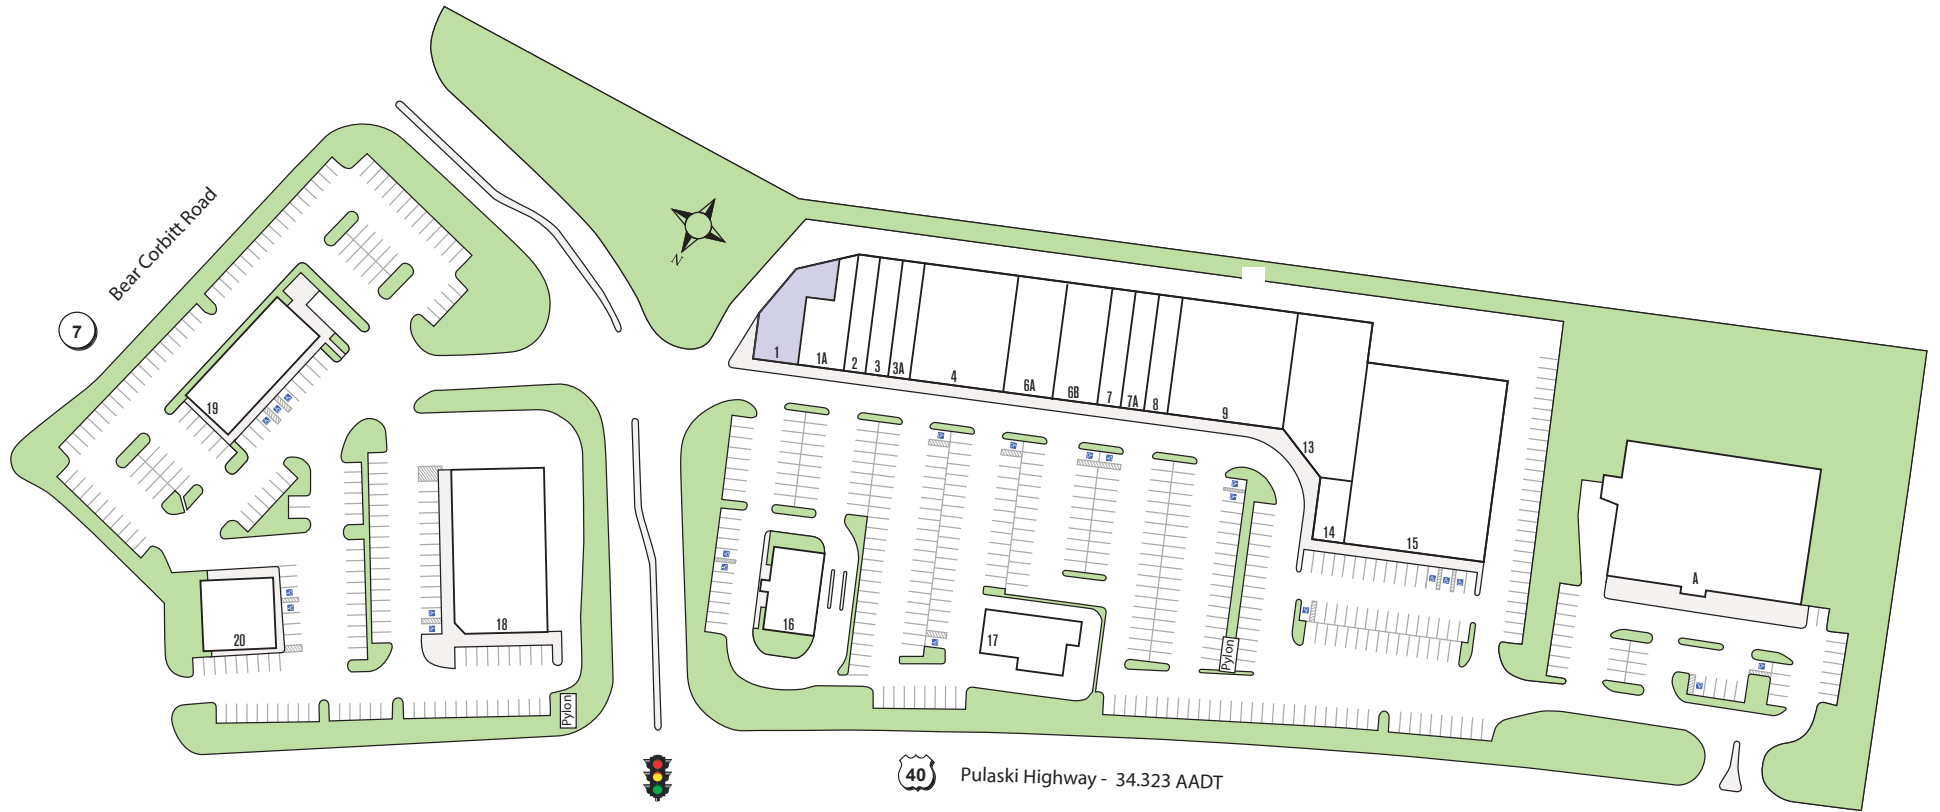 N
Bear Corbitt Road
7
1
1A
2
3
3A
4
6A
6B
7
7A
8
9
13
14
15
19
18
20
16
17
A
Pylon
Pylon
40
Pulaski Highway - 34.323 AADT